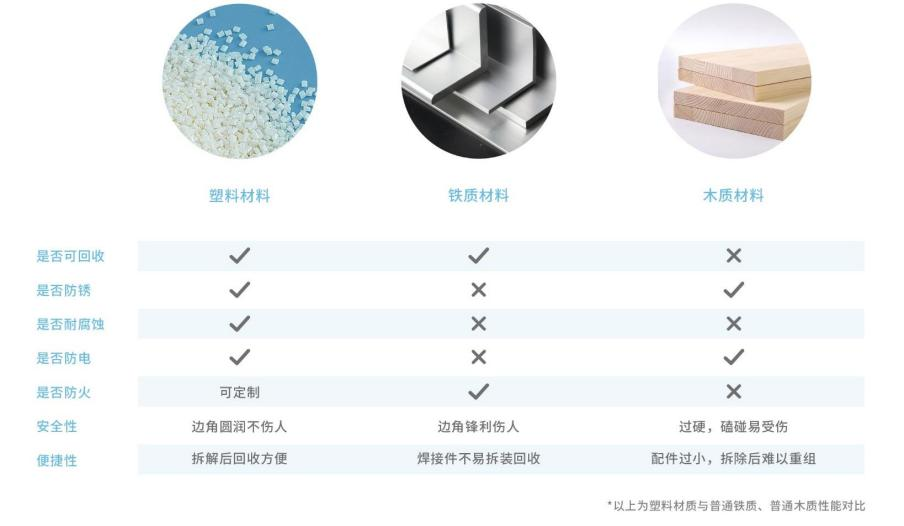 塑料材料 铁质材料 木质材料
是否可回收 ✓ ✓ ×
是否防锈 ✓ × ✓
是否耐腐蚀 ✓ × ×
是否防电 ✓ × ✓
是否防火 可定制 ✓ ×
安全性 边角圆润不伤人 边角锋利伤人 过硬，磕碰易受伤
便捷性 拆解后回收方便 焊接件不易拆装回收 配件过小，拆除后难以重组
*以上为塑料材质与普通铁质、普通木质性能对比